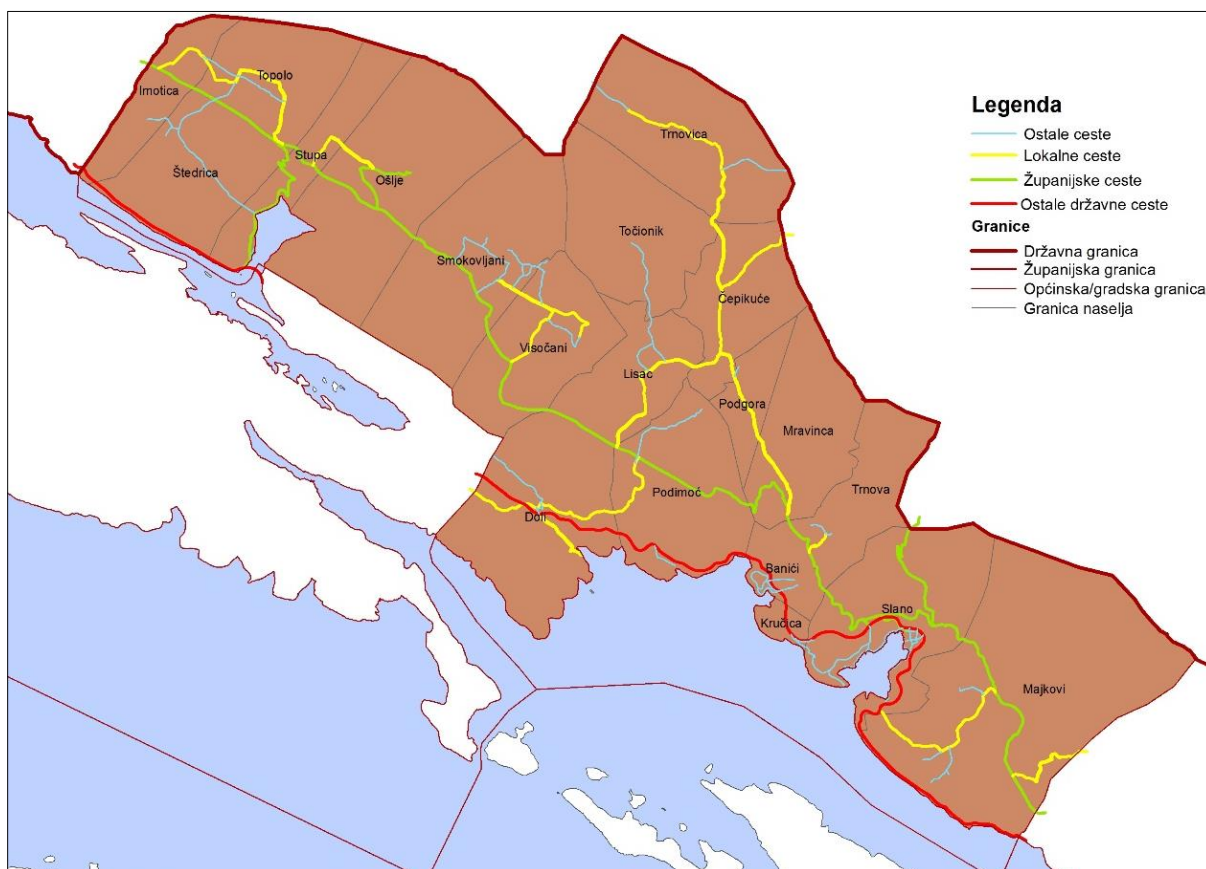 Topolo
Imotica
Stupa
Štedrica
Ošlje
Smokovljani
Visočani
Točionik
Trnovica
Čepikuće
Lisac
Podgora
Mravinca
Trnova
Podimoć
Doli
Banići
Kručica
Slano
Majkovi
Legenda
Ostale ceste
Lokalne ceste
Županijske ceste
Ostale državne ceste
Granice
Državna granica
Županijska granica
Općinska/gradska granica
Granica naselja